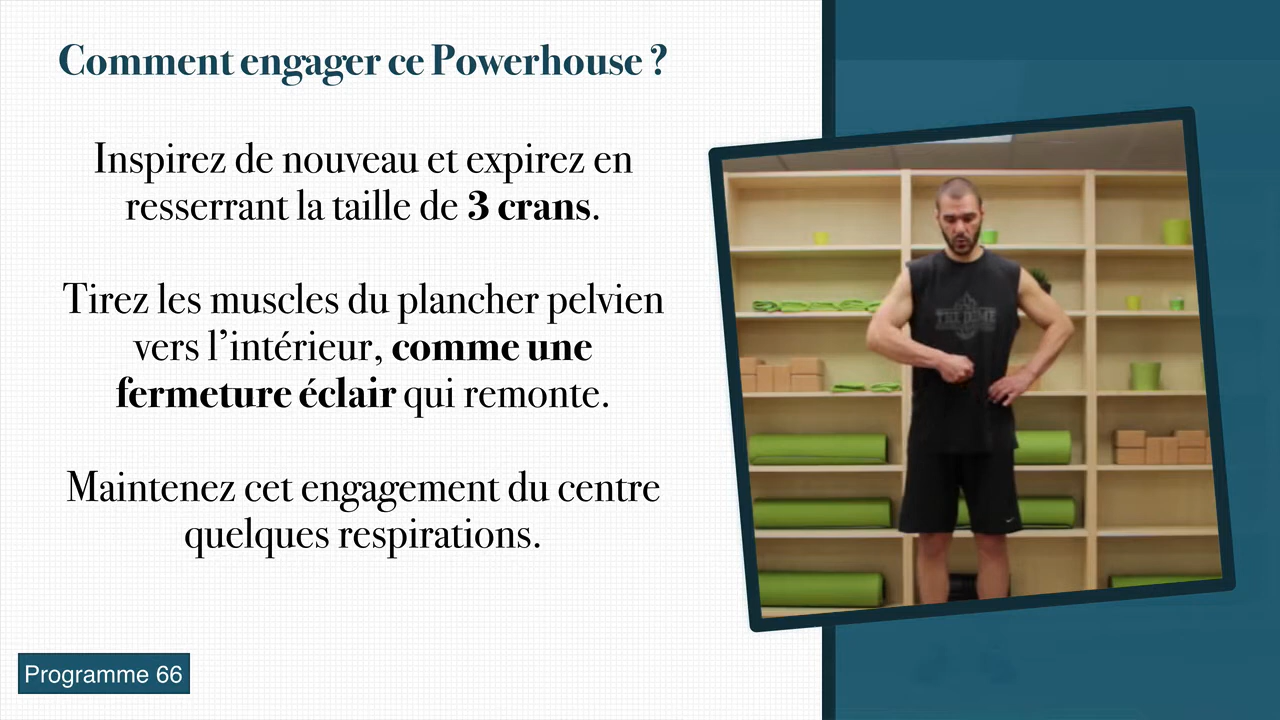 Comment engager ce Powerhouse ?
Inspirez de nouveau et expirez en
resserrant la taille de 3 crans.
Tirez les muscles du plancher pelvien
vers l’intérieur, comme une
fermeture éclair qui remonte.
Maintenez cet engagement du centre
quelques respirations.
Programme 66